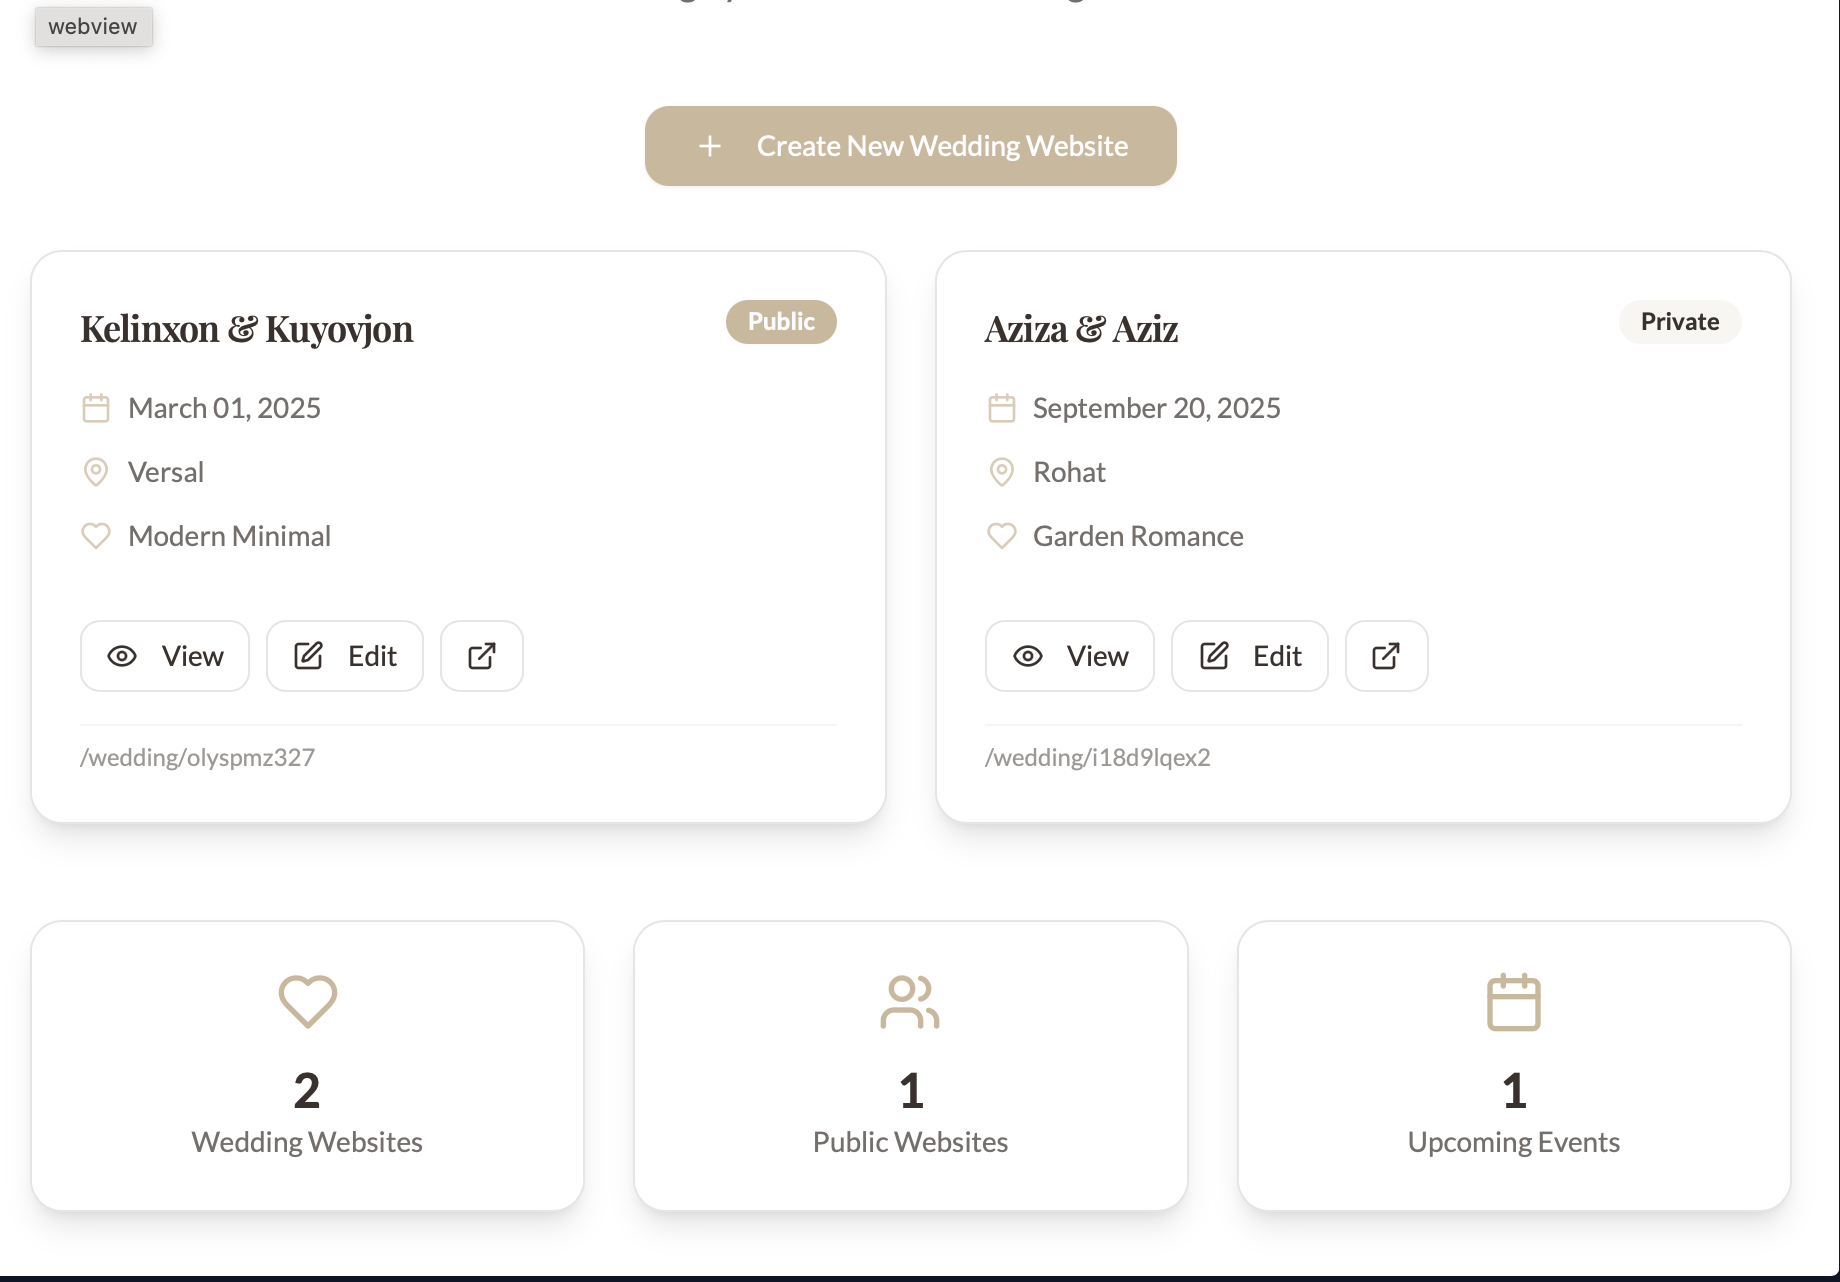 webview
Create New Wedding Website
Kelinxon & Kuyovjon
Public
March 01, 2025
Versal
Modern Minimal
View
Edit
/wedding/olyspmz327
Aziza & Aziz
Private
September 20, 2025
Rohat
Garden Romance
View
Edit
/wedding/i18d9lqex2
2
Wedding Websites
1
Public Websites
1
Upcoming Events